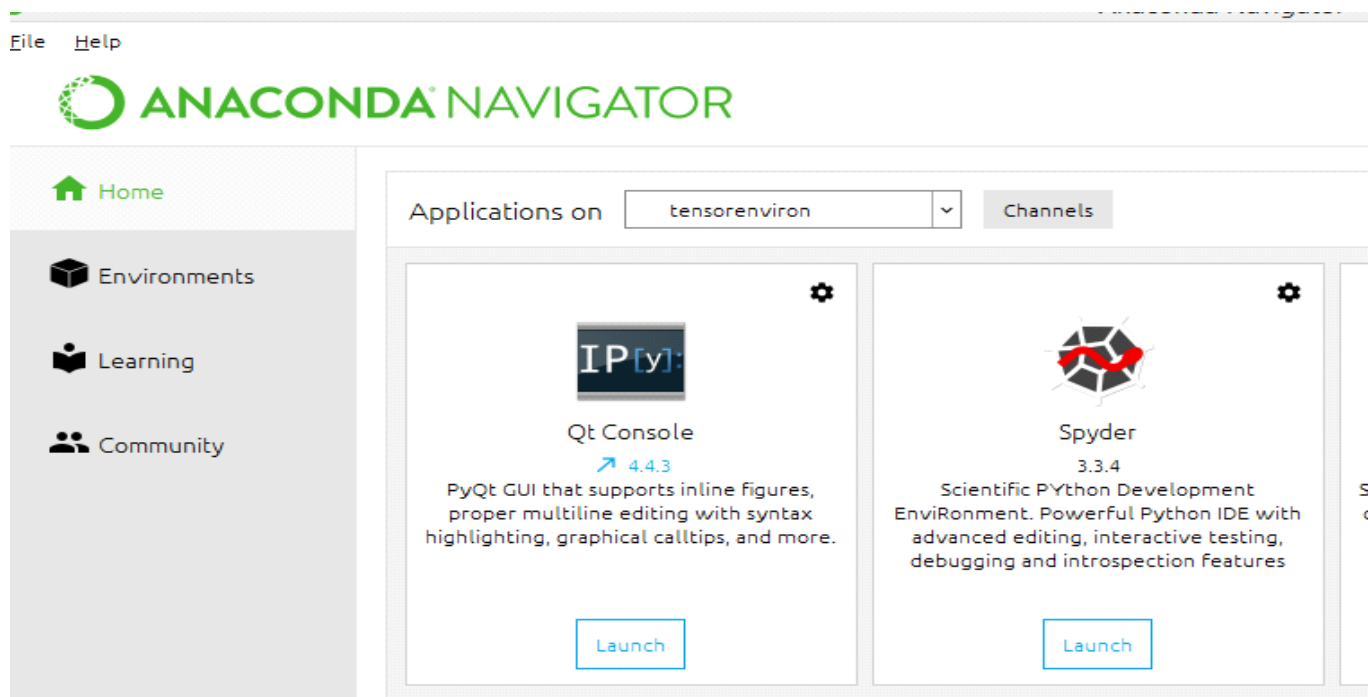 File Help
ANACONDA NAVIGATOR
Home
Applications on tensorenviron Channels
Environments
Learning
Community
IP[y]:
Qt Console
4.4.3
PyQt GUI that supports inline figures,
proper multiline editing with syntax
highlighting, graphical calltips, and more.
Launch
Spyder
3.3.4
Scientific PYthon Development
EnviRonment. Powerful Python IDE with
advanced editing, interactive testing,
debugging and introspection features
Launch